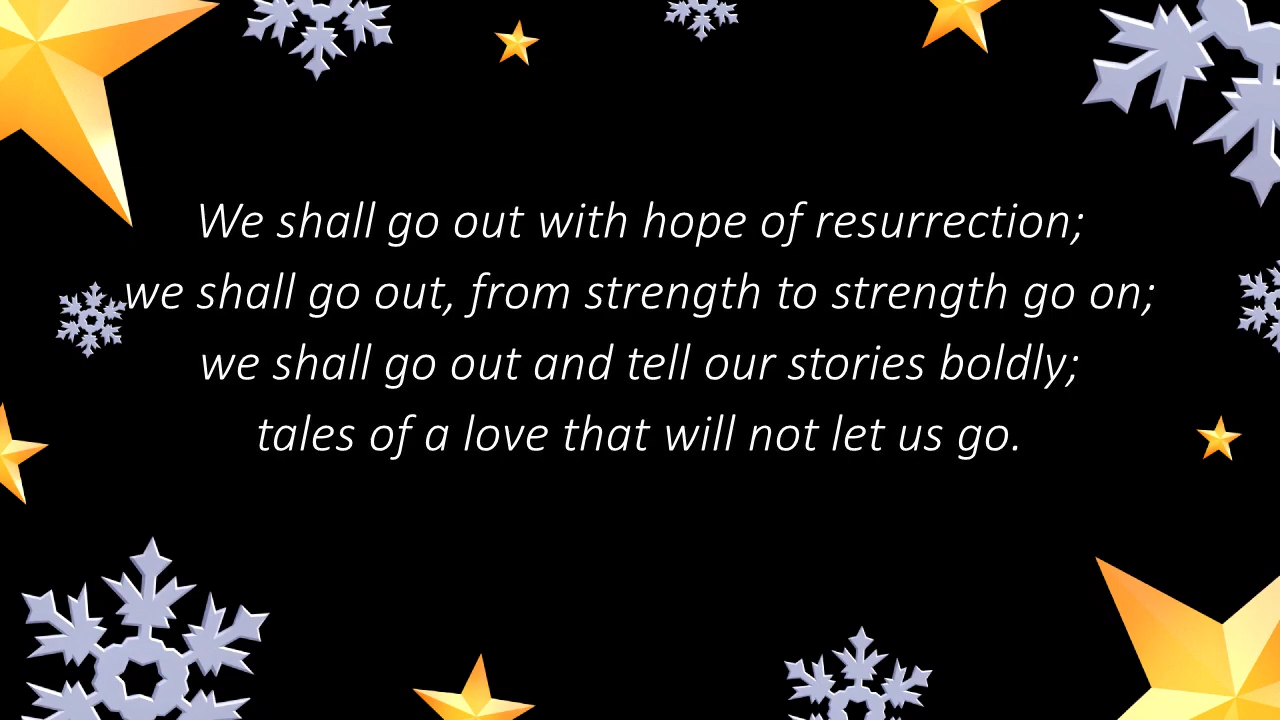 We shall go out with hope of resurrection;
we shall go out, from strength to strength go on;
we shall go out and tell our stories boldly;
tales of a love that will not let us go.